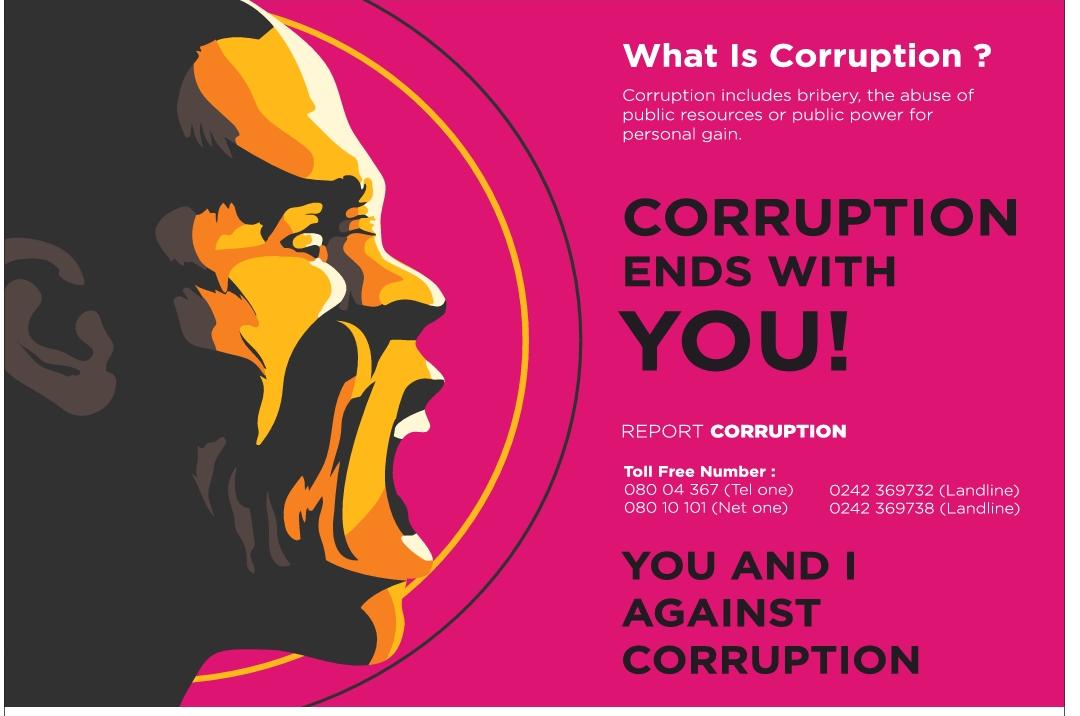 What Is Corruption ?
Corruption includes bribery, the abuse of
public resources or public power for
personal gain.
CORRUPTION
ENDS WITH
YOU!
REPORT CORRUPTION
Toll Free Number :
080 04 367 (Tel one)
080 10 101 (Net one)
0242 369732 (Landline)
0242 369738 (Landline)
YOU AND I
AGAINST
CORRUPTION